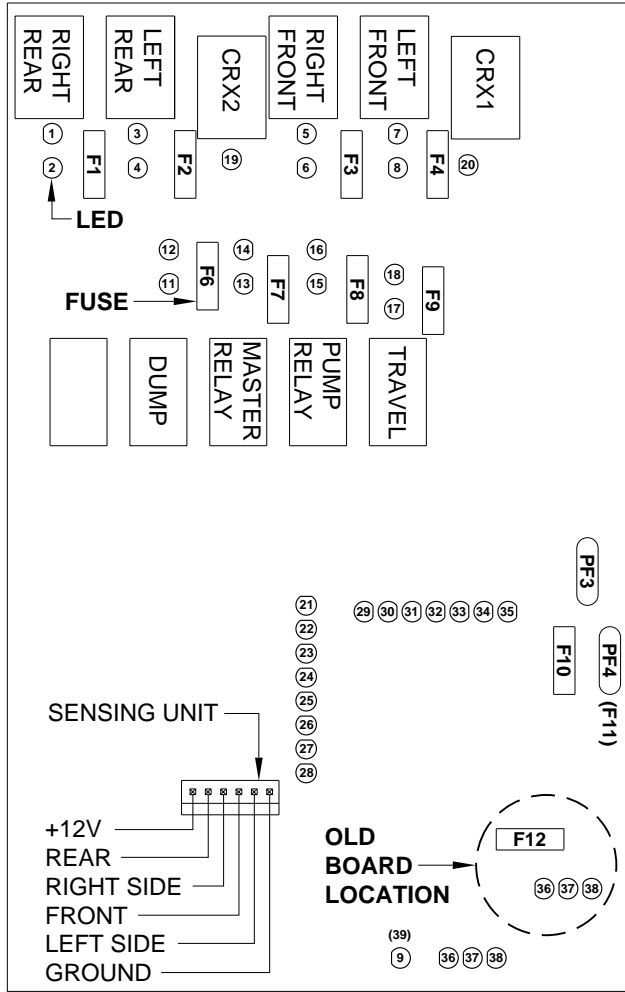 RIGHT
REAR
LEFT
REAR
CRX2
RIGHT
FRONT
LEFT
FRONT
CRX1
1
3
5
7
2
F1
4
F2
19
6
F3
8
F4
20
LED
12
14
16
18
11
F6
13
F7
15
F8
17
F9
FUSE
DUMP
MASTER
RELAY
PUMP
RELAY
TRAVEL
PF3
21
22
23
24
25
26
27
28
29 30 31 32 33 34 35
F10
PF4
(F11)
SENSING UNIT
+12V
REAR
RIGHT SIDE
FRONT
LEFT SIDE
GROUND
OLD
BOARD
LOCATION
F12
36 37 38
(39)
9
36 37 38